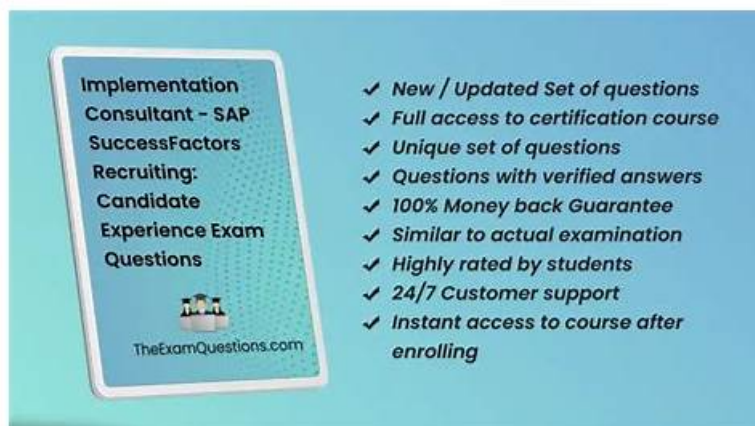 Implementation
Consultant - SAP
SuccessFactors
Recruiting:
Candidate
Experience Exam
Questions
TheExamQuestions.com
✔ New / Updated Set of questions
✔ Full access to certification course
✔ Unique set of questions
✔ Questions with verified answers
✔ 100% Money back Guarantee
✔ Similar to actual examination
✔ Highly rated by students
✔ 24/7 Customer support
✔ Instant access to course after
enrolling